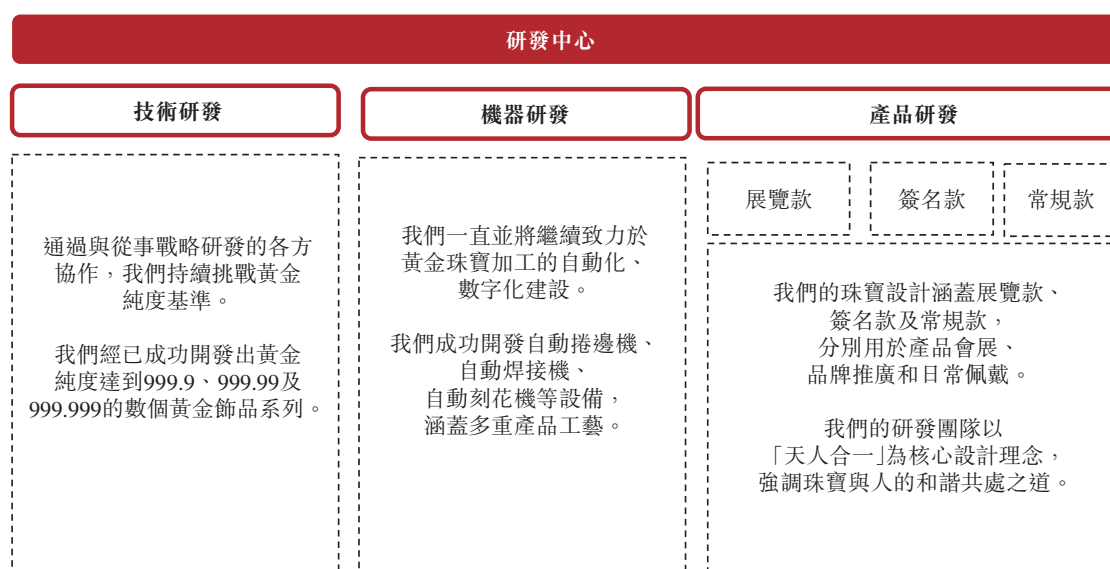 研發中心
技術研發
通過與從事戰略研發的各方
協作，我們持續挑戰黃金
純度基準。
我們經已成功開發出黃金
純度達到999.9、999.99及
999.999的數個黃金飾品系列。
機器研發
我們一直並將繼續致力於
黃金珠寶加工的自動化、
數字化建設。
我們成功開發自動捲邊機、
自動焊接機、
自動刻花機等設備，
涵蓋多重產品工藝。
產品研發
展覽款
簽名款
常規款
我們的珠寶設計涵蓋展覽款、
簽名款及常規款，
分別用於產品會展、
品牌推廣和日常佩戴。
我們的研發團隊以
「天人合一」為核心設計理念，
強調珠寶與人的和諧共處之道。